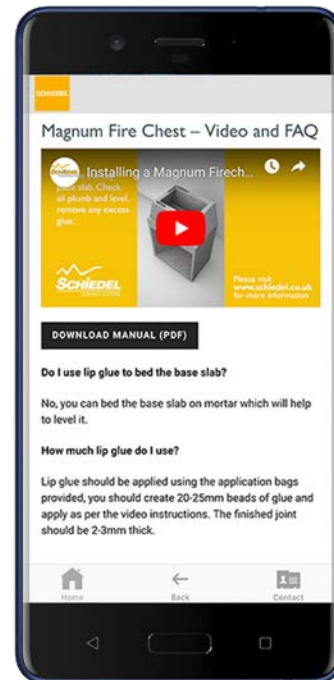 SCHIEDEL
Magnum Fire Chest – Video and FAQ
Installing a Magnum Firech...
base slab. Check
all plumb and level,
remove any excess
glue.
SCHIEDEL
Please visit
www.schiedel.co.uk
for more information
DOWNLOAD MANUAL (PDF)
Do I use lip glue to bed the base slab?
No, you can bed the base slab on mortar which will help
to level it.
How much lip glue do I use?
Lip glue should be applied using the application bags
provided, you should create 20-25mm beads of glue and
apply as per the video instructions. The finished joint
should be 2-3mm thick.
Home
Back
Contact